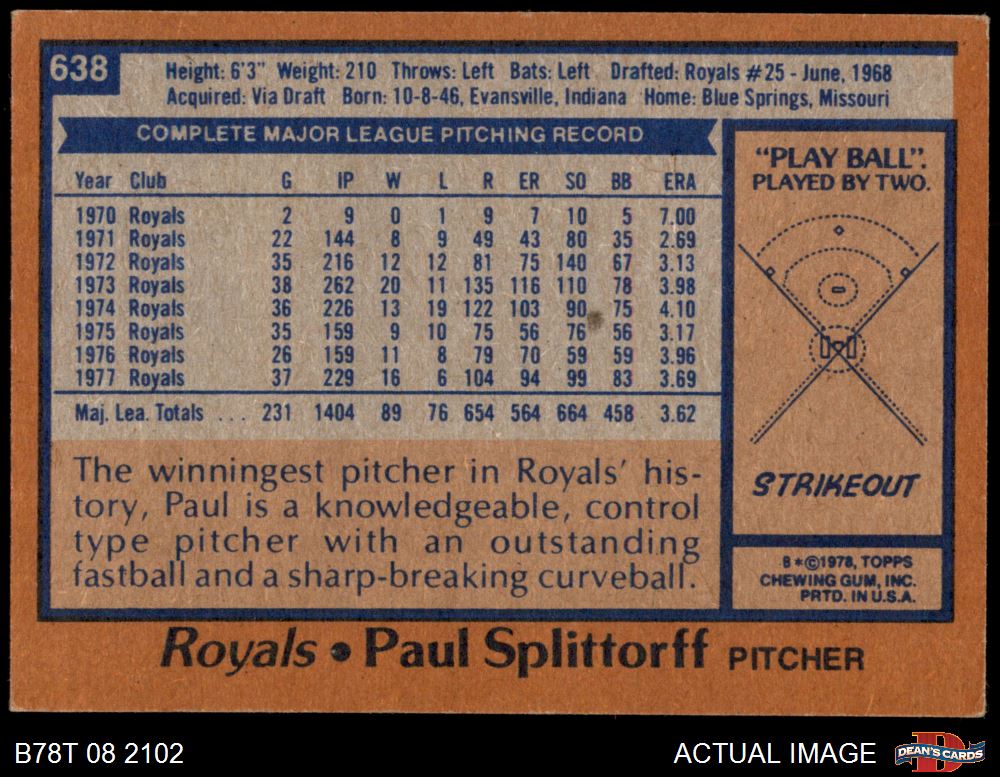 638
Height: 6'3" Weight: 210 Throws: Left Bats: Left Drafted: Royals #25 - June, 1968
Acquired: Via Draft Born: 10-8-46, Evansville, Indiana Home: Blue Springs, Missouri
COMPLETE MAJOR LEAGUE PITCHING RECORD
Year Club G IP W L R ER SO BB ERA
1970 Royals 2 9 0 1 9 7 10 5 7.00
1971 Royals 22 144 8 9 49 43 80 35 2.69
1972 Royals 35 216 12 12 81 75 140 67 3.13
1973 Royals 38 262 20 11 135 116 110 78 3.98
1974 Royals 36 226 13 19 122 103 90 75 4.10
1975 Royals 35 159 9 10 75 56 76 56 3.17
1976 Royals 26 159 11 8 79 70 59 59 3.96
1977 Royals 37 229 16 6 104 94 99 83 3.69
Maj. Lea. Totals ... 231 1404 89 76 654 564 664 458 3.62
The winningest pitcher in Royals' his-
tory, Paul is a knowledgeable, control
type pitcher with an outstanding
fastball and a sharp-breaking curveball.
"PLAY BALL".
PLAYED BY TWO.
STRIKEOUT
B*©1978, TOPPS
CHEWING GUM, INC.
PRTD. IN U.S.A.
Royals • Paul Splittorff PITCHER
B78T 08 2102
ACTUAL IMAGE
D
DEAN'S CARDS